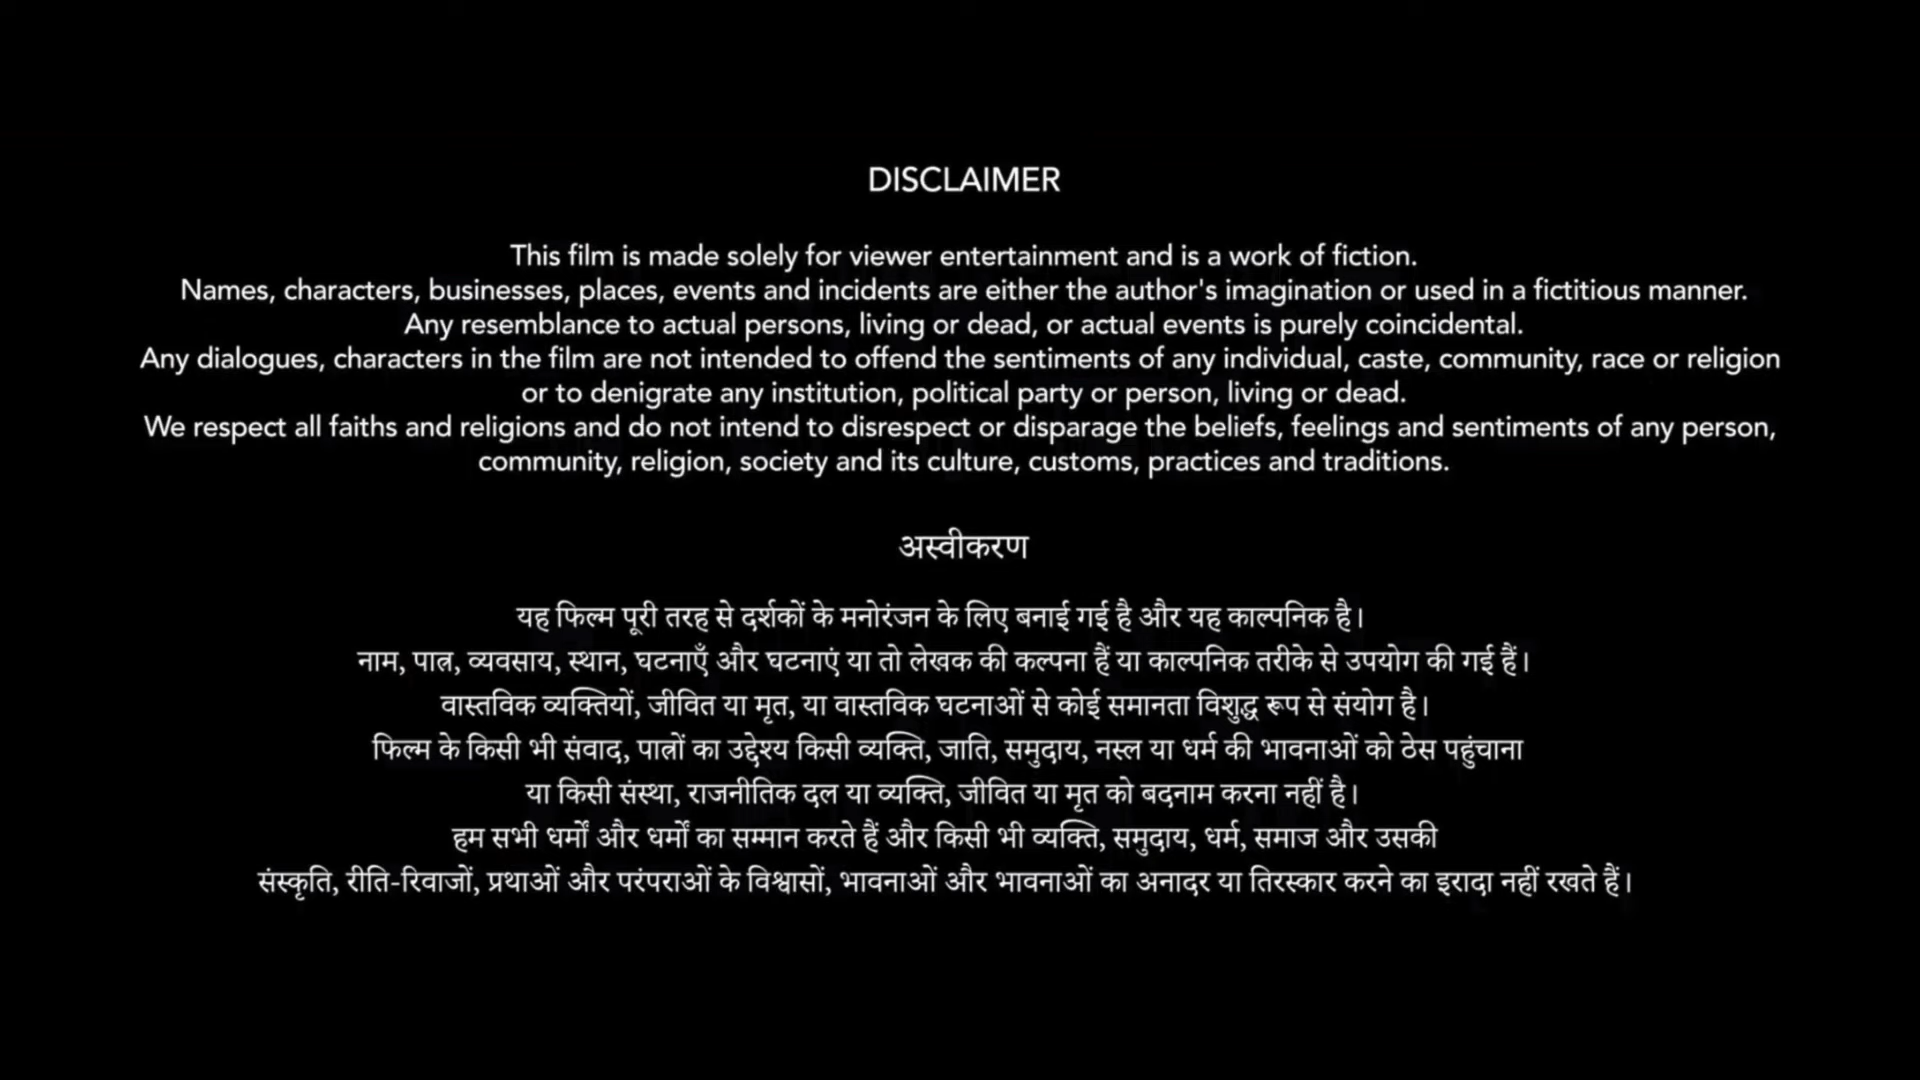 DISCLAIMER
This film is made solely for viewer entertainment and is a work of fiction.
Names, characters, businesses, places, events and incidents are either the author's imagination or used in a fictitious manner.
Any resemblance to actual persons, living or dead, or actual events is purely coincidental.
Any dialogues, characters in the film are not intended to offend the sentiments of any individual, caste, community, race or religion
or to denigrate any institution, political party or person, living or dead.
We respect all faiths and religions and do not intend to disrespect or disparage the beliefs, feelings and sentiments of any person,
community, religion, society and its culture, customs, practices and traditions.
अस्वीकरण
यह फिल्म पूरी तरह से दर्शकों के मनोरंजन के लिए बनाई गई है और यह काल्पनिक है।
नाम, पात्र, व्यवसाय, स्थान, घटनाएँ और घटनाएं या तो लेखक की कल्पना हैं या काल्पनिक तरीके से उपयोग की गई हैं।
वास्तविक व्यक्तियों, जीवित या मृत, या वास्तविक घटनाओं से कोई समानता विशुद्ध रूप से संयोग है।
फिल्म के किसी भी संवाद, पात्रों का उद्देश्य किसी व्यक्ति, जाति, समुदाय, नस्ल या धर्म की भावनाओं को ठेस पहुंचाना
या किसी संस्था, राजनीतिक दल या व्यक्ति, जीवित या मृत को बदनाम करना नहीं है।
हम सभी धर्मों और धर्मों का सम्मान करते हैं और किसी भी व्यक्ति, समुदाय, धर्म, समाज और उसकी
संस्कृति, रीति-रिवाजों, प्रथाओं और परंपराओं के विश्वासों, भावनाओं और भावनाओं का अनादर या तिरस्कार करने का इरादा नहीं रखते हैं।